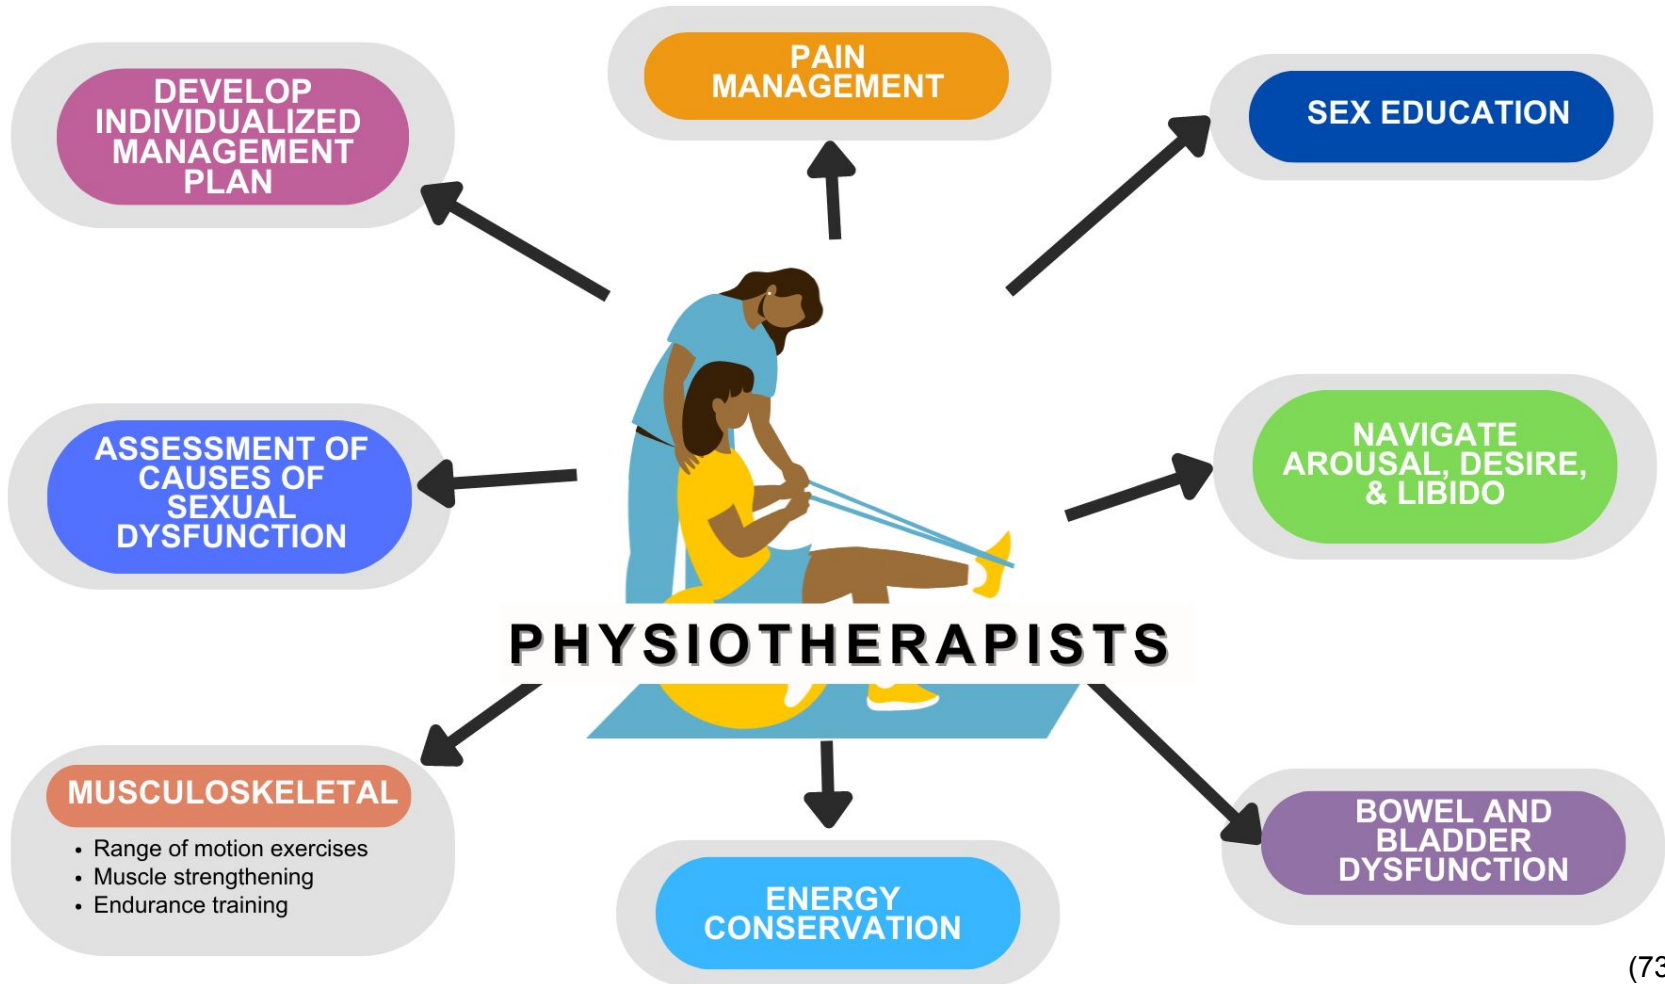 PAIN
MANAGEMENT
DEVELOP
INDIVIDUALIZED
MANAGEMENT
PLAN
SEX EDUCATION
ASSESSMENT OF
CAUSES OF
SEXUAL
DYSFUNCTION
NAVIGATE
AROUSAL, DESIRE,
& LIBIDO
PHYSIOTHERAPISTS
MUSCULOSKELETAL
• Range of motion exercises
• Muscle strengthening
• Endurance training
ENERGY
CONSERVATION
BOWEL AND
BLADDER
DYSFUNCTION
(73